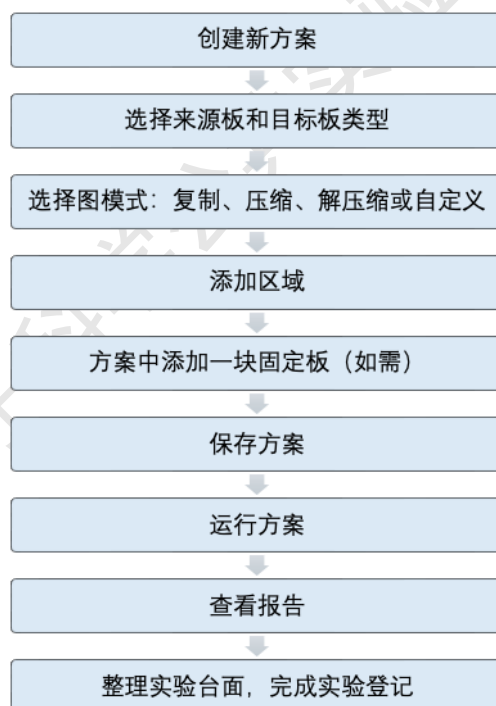 创建新方案
选择来源板和目标板类型
选择图模式：复制、压缩、解压缩或自定义
添加区域
方案中添加一块固定板（如需）
保存方案
运行方案
查看报告
整理实验台面，完成实验登记